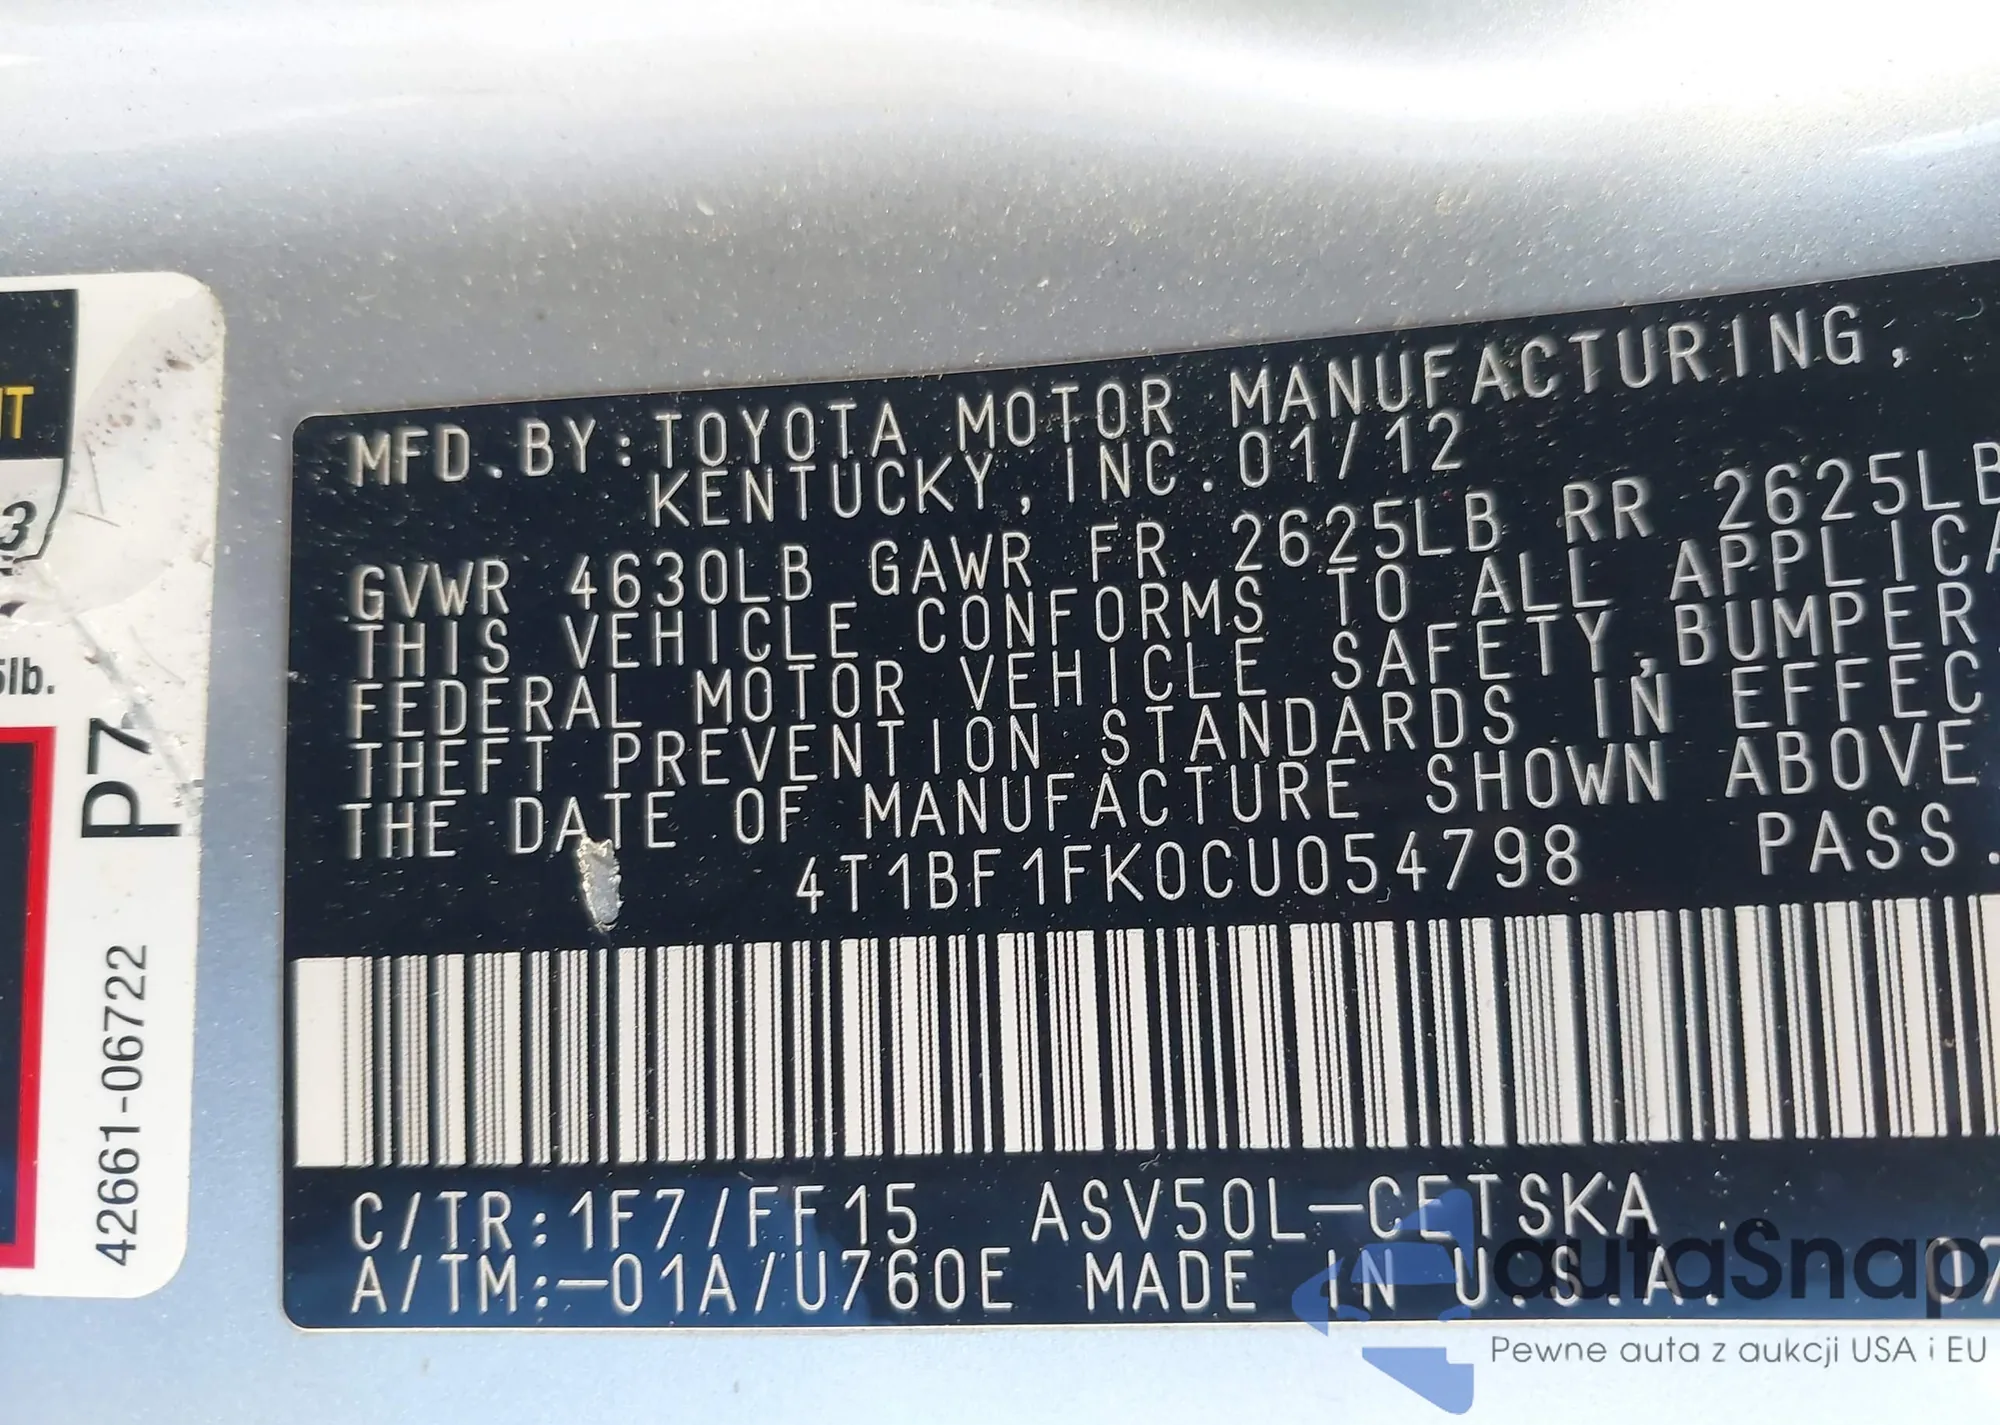 MFD.BY:TOYOTA MOTOR MANUFACTURING,
KENTUCKY, INC. 01/12
GVWR 4630LB GAWR FR 2625LB RR 2625LB
THIS VEHICLE CONFORMS TO ALL APPLICA
FEDERAL MOTOR VEHICLE SAFETY,BUMPER
THEFT PREVENTION STANDARDS IN EFFEC
THE DATE OF MANUFACTURE SHOWN ABOVE
4T1BF1FK0CU054798 PASS.
C/TR:1F7/FF15 ASV50L-CETSKA
A/TM:-01A/U760E MADE IN U.S.A. 07
5lb.
P7
42661-06722
autaSnap
Pewne auta z aukcji USA i EU